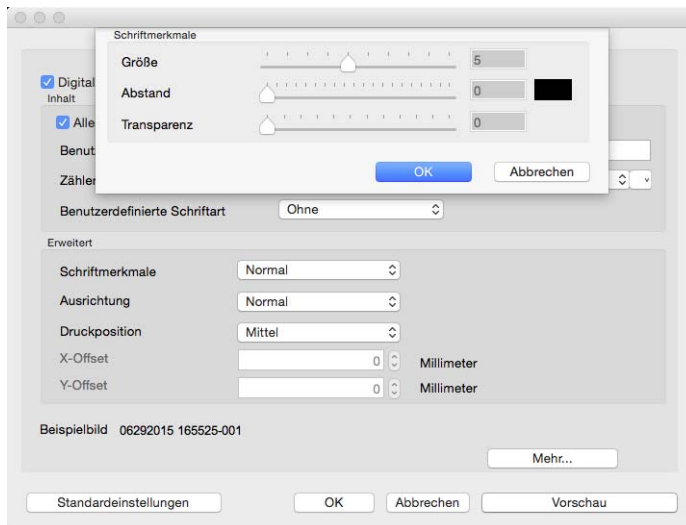 Schriftmerkmale
Größe 5
Abstand 0
Transparenz 0
OK Abbrechen
Digital
Inhalt
Alle
Benut
Zähler
Benutzerdefinierte Schriftart Ohne
Erweitert
Schriftmerkmale Normal
Ausrichtung Normal
Druckposition Mittel
X-Offset 0 Millimeter
Y-Offset 0 Millimeter
Beispielbild 06292015 165525-001
Mehr...
Standardeinstellungen OK Abbrechen Vorschau